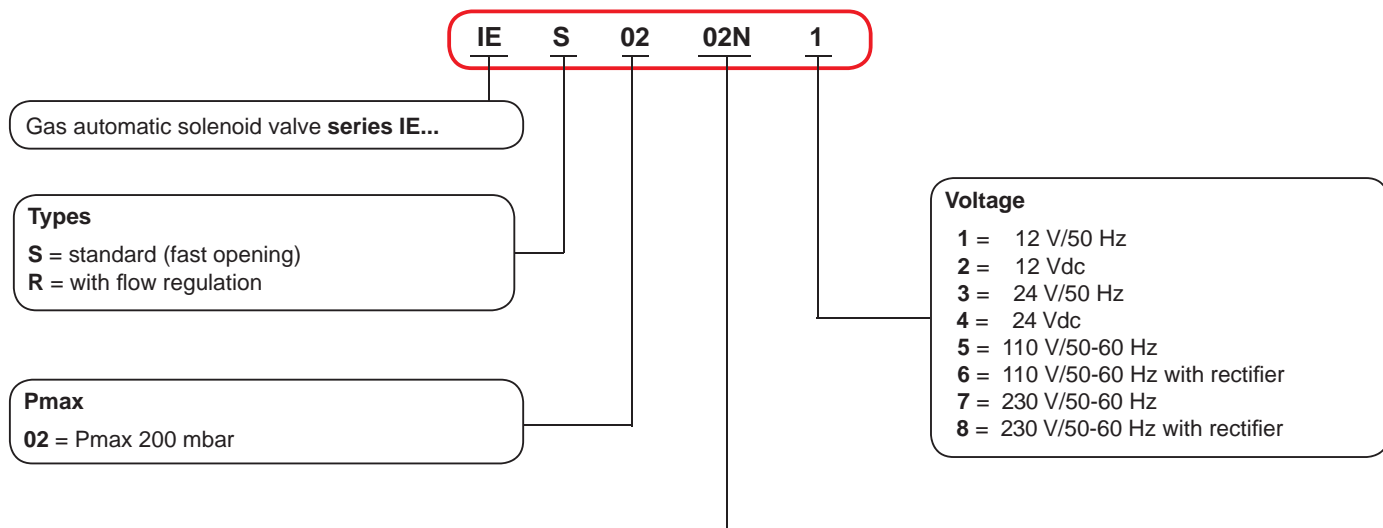 IE S 02 02N 1
Gas automatic solenoid valve series IE...
Types
S = standard (fast opening)
R = with flow regulation
Pmax
02 = Pmax 200 mbar
Voltage
1 = 12 V/50 Hz
2 = 12 Vdc
3 = 24 V/50 Hz
4 = 24 Vdc
5 = 110 V/50-60 Hz
6 = 110 V/50-60 Hz with rectifier
7 = 230 V/50-60 Hz
8 = 230 V/50-60 Hz with rectifier